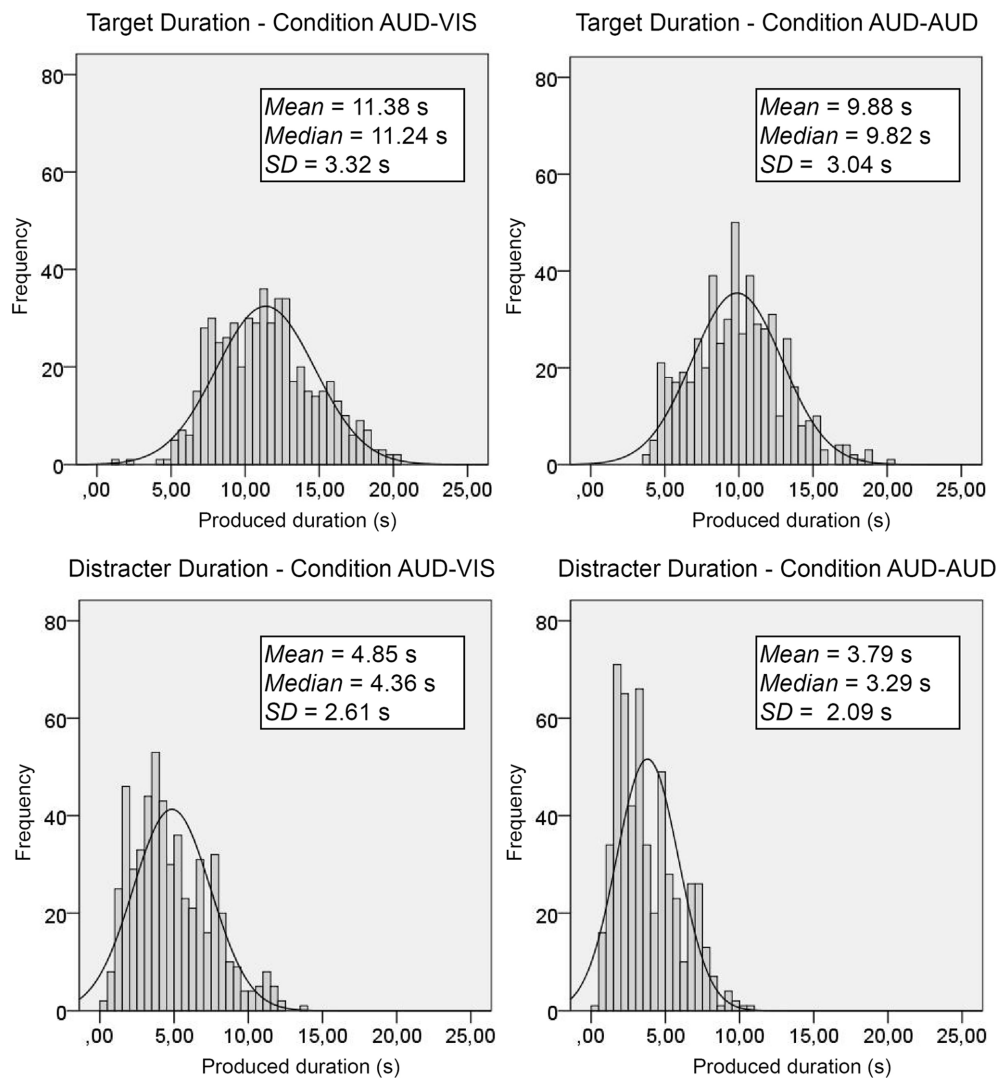 Target Duration - Condition AUD-VIS
80
60
40
20
0
Frequency
Mean = 11.38 s
Median = 11.24 s
SD = 3.32 s
,00 5,00 10,00 15,00 20,00 25,00
Produced duration (s)
Target Duration - Condition AUD-AUD
80
60
40
20
0
Frequency
Mean = 9.88 s
Median = 9.82 s
SD = 3.04 s
,00 5,00 10,00 15,00 20,00 25,00
Produced duration (s)
Distracter Duration - Condition AUD-VIS
80
60
40
20
0
Frequency
Mean = 4.85 s
Median = 4.36 s
SD = 2.61 s
,00 5,00 10,00 15,00 20,00 25,00
Produced duration (s)
Distracter Duration - Condition AUD-AUD
80
60
40
20
0
Frequency
Mean = 3.79 s
Median = 3.29 s
SD = 2.09 s
,00 5,00 10,00 15,00 20,00 25,00
Produced duration (s)